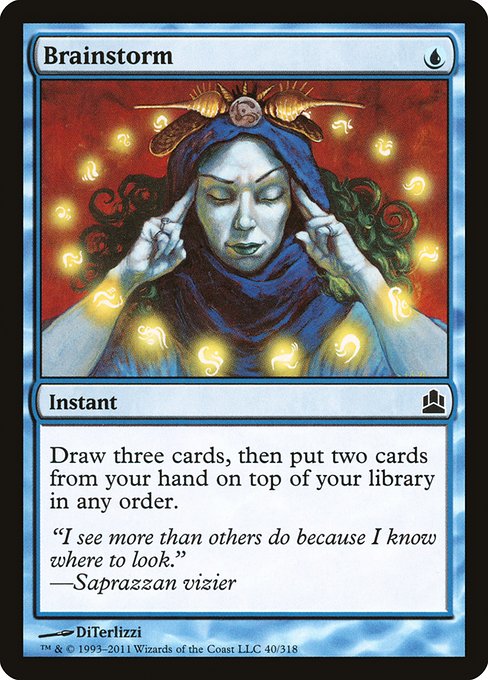 Brainstorm
Instant
Draw three cards, then put two cards
from your hand on top of your library
in any order.
“I see more than others do because I know
where to look.”
—Saprazzan vizier
DiTerlizzi
™ & © 1993–2011 Wizards of the Coast LLC 40/318